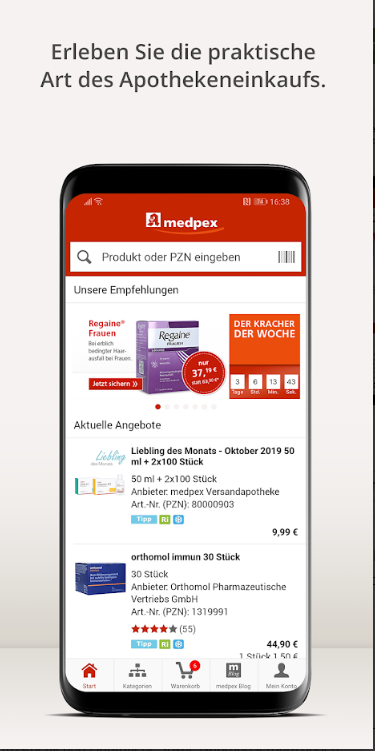 Erleben Sie die praktische
Art des Apothekeneinkaufs.
16:38
medpex
Produkt oder PZN eingeben
Unsere Empfehlungen
Regaine®
Frauen
Bei erblich
bedingter Haar-
ausfall bei Frauen.
Jetzt sichern
Regaine
FRAUEN
nur
37,19 €
DER KRACHER
DER WOCHE
3 6 13 43
Tage Std. Min. Sek.
Aktuelle Angebote
Liebling
des Monats
Liebling des Monats - Oktober 2019 50
ml + 2x100 Stück
50 ml + 2x100 Stück
Anbieter: medpex Versandapotheke
Art.-Nr. (PZN): 80000903
Tipp Ri
9,99 €
orthomol immun 30 Stück
30 Stück
Anbieter: Orthomol Pharmazeutische
Vertriebs GmbH
Art.-Nr. (PZN): 1319991
(55)
Tipp Ri
44,90 €
1 Stück 1,50 €
6
Start Kategorien Warenkorb medpex Blog Mein Konto